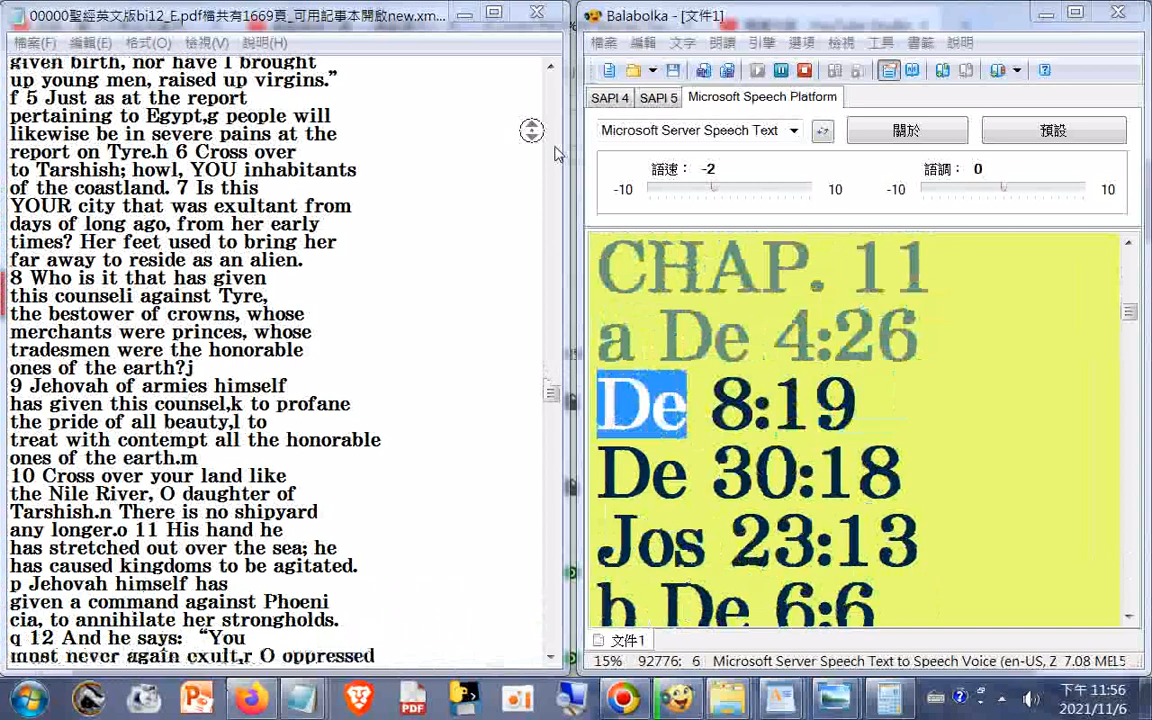 00000聖經英文版bi12_E.pdf檔共有1669頁_可用記事本開啟new.xm...
檔案(F) 編輯(E) 格式(O) 檢視(V) 說明(H)
given birth, nor have I brought
up young men, raised up virgins.”
f 5 Just as at the report
pertaining to Egypt,g people will
likewise be in severe pains at the
report on Tyre.h 6 Cross over
to Tarshish; howl, YOU inhabitants
of the coastland. 7 Is this
YOUR city that was exultant from
days of long ago, from her early
times? Her feet used to bring her
far away to reside as an alien.
8 Who is it that has given
this counseli against Tyre,
the bestower of crowns, whose
merchants were princes, whose
tradesmen were the honorable
ones of the earth?j
9 Jehovah of armies himself
has given this counsel,k to profane
the pride of all beauty,l to
treat with contempt all the honorable
ones of the earth.m
10 Cross over your land like
the Nile River, O daughter of
Tarshish.n There is no shipyard
any longer.o 11 His hand he
has stretched out over the sea; he
has caused kingdoms to be agitated.
p Jehovah himself has
given a command against Phoeni
cia, to annihilate her strongholds.
q 12 And he says: “You
must never again exult,r O oppressed
Balabolka - [文件1]
檔案 編輯 文字 朗讀 引擎 選項 檢視 工具 書籤 說明
SAPI 4 SAPI 5 Microsoft Speech Platform
Microsoft Server Speech Text 關於 預設
語速: -2 語調: 0
-10 10 -10 10
CHAP. 11
a De 4:26
De 8:19
De 30:18
Jos 23:13
b De 6:6
文件1
15% 92776: 6 Microsoft Server Speech Text to Speech Voice (en-US, Z 7.08 МЕ
PDF
下午 11:56
2021/11/6